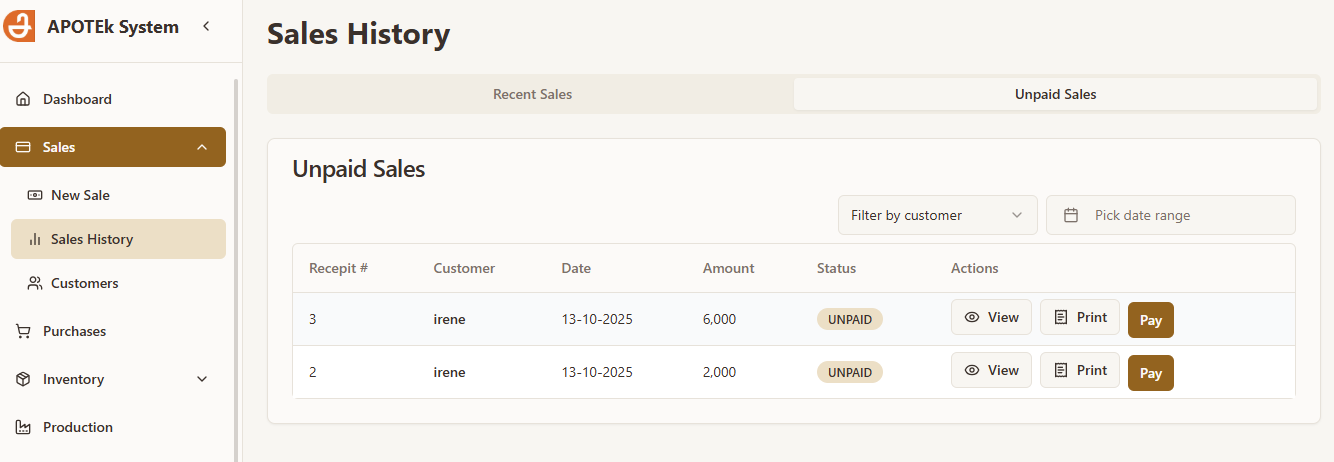 APOTEk System
Dashboard
Sales
New Sale
Sales History
Customers
Purchases
Inventory
Production
Sales History
Recent Sales
Unpaid Sales
Unpaid Sales
Filter by customer
Pick date range
Recepit # Customer Date Amount Status Actions
3 irene 13-10-2025 6,000 UNPAID View Print Pay
2 irene 13-10-2025 2,000 UNPAID View Print Pay